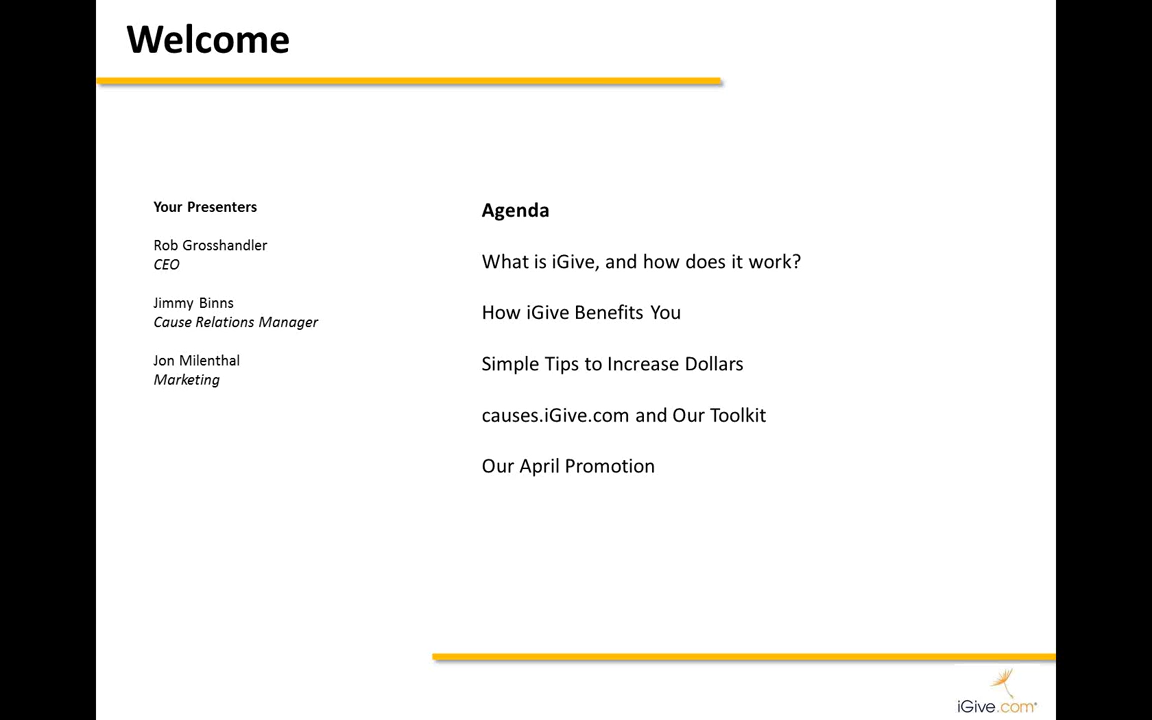 Welcome
Your Presenters
Rob Grosshandler
CEO
Jimmy Binns
Cause Relations Manager
Jon Milenthal
Marketing
Agenda
What is iGive, and how does it work?
How iGive Benefits You
Simple Tips to Increase Dollars
causes.iGive.com and Our Toolkit
Our April Promotion
iGive.com